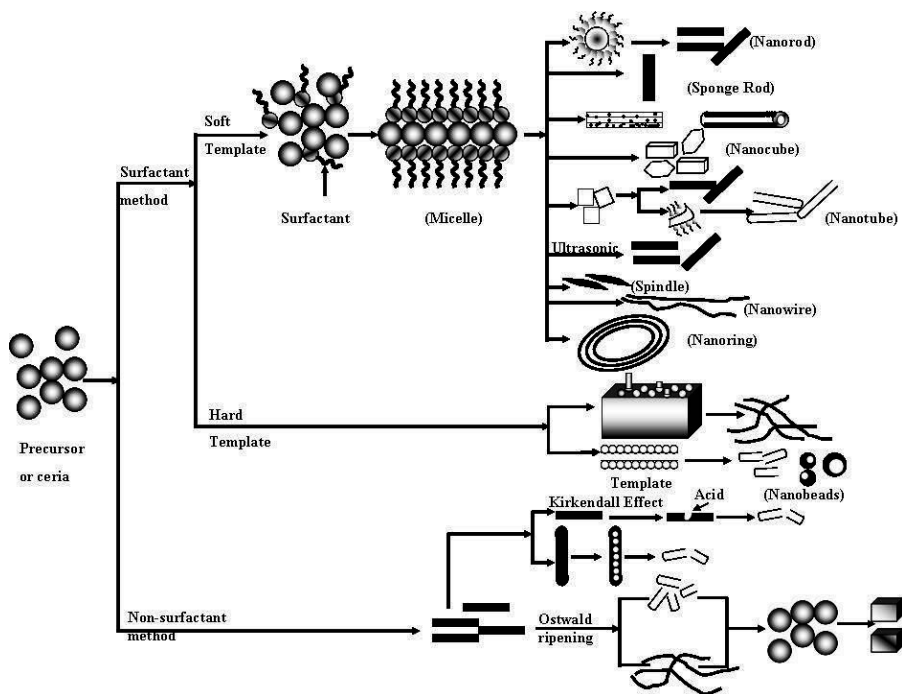 (Nanorod)
(Sponge Rod)
Soft
Template
(Nanocube)
Surfactant
method
Surfactant
(Micelle)
(Nanotube)
Ultrasonic
(Spindle)
(Nanowire)
(Nanoring)
Precursor
or ceria
Hard
Template
Template
(Nanobeads)
Kirkendall Effect
Acid
Non-surfactant
method
Ostwald
ripening